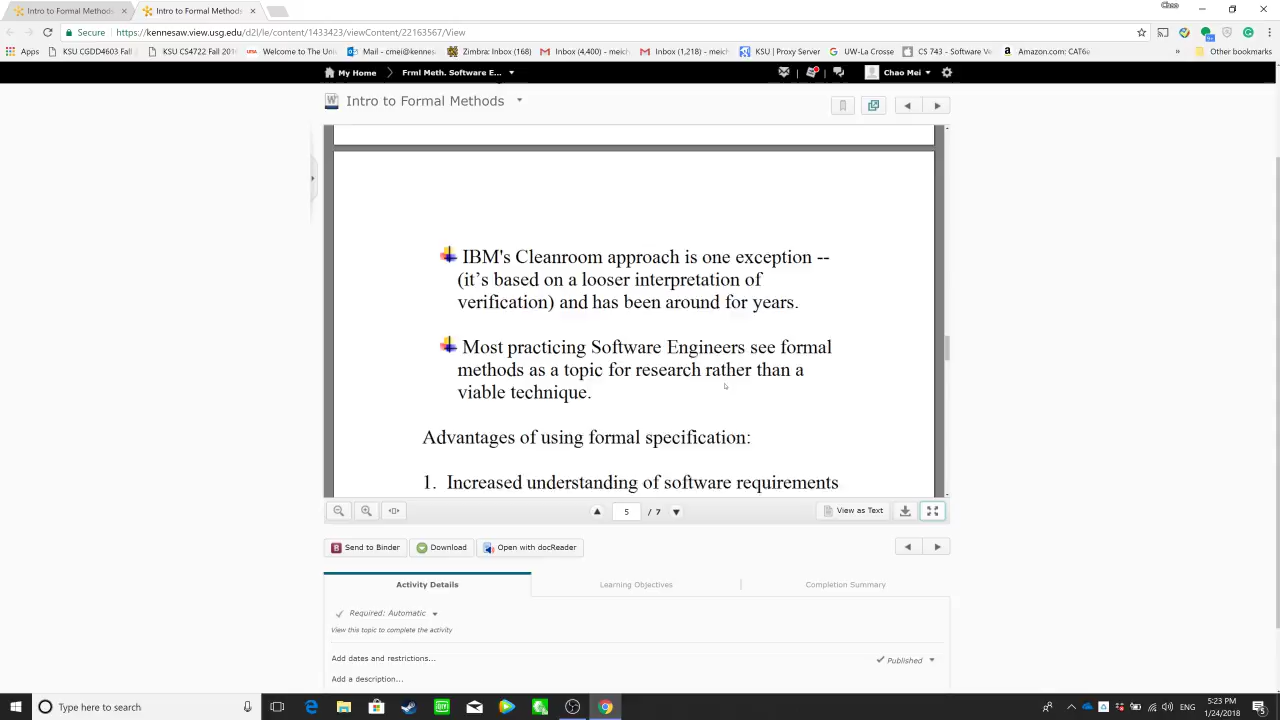 Chao
Intro to Formal Methods
Intro to Formal Methods
Secure
https://kennesaw.view.usg.edu/d2l/le/content/1433423/viewContent/22163567/View
Apps
KSU CGDD4603 Fall
KSU CS4722 Fall 201
Welcome to The Uni
Mail - cmei@kennes
Zimbra: Inbox (168)
Inbox (4,400) - meich
Inbox (1,218) - meich
KSU | Proxy Server
UW-La Crosse
CS 743 - Software Ve
Amazon.com: CAT6e
»
Other bookmarks
My Home
Frml Meth. Software E...
Chao Mei
Intro to Formal Methods
IBM's Cleanroom approach is one exception --
(it's based on a looser interpretation of
verification) and has been around for years.
Most practicing Software Engineers see formal
methods as a topic for research rather than a
viable technique.
Advantages of using formal specification:
1. Increased understanding of software requirements
5 / 7
View as Text
Send to Binder
Download
Open with docReader
Activity Details
Learning Objectives
Completion Summary
Required: Automatic
View this topic to complete the activity
Add dates and restrictions...
Published
Add a description...
Type here to search
ENG
5:23 PM
1/24/2018